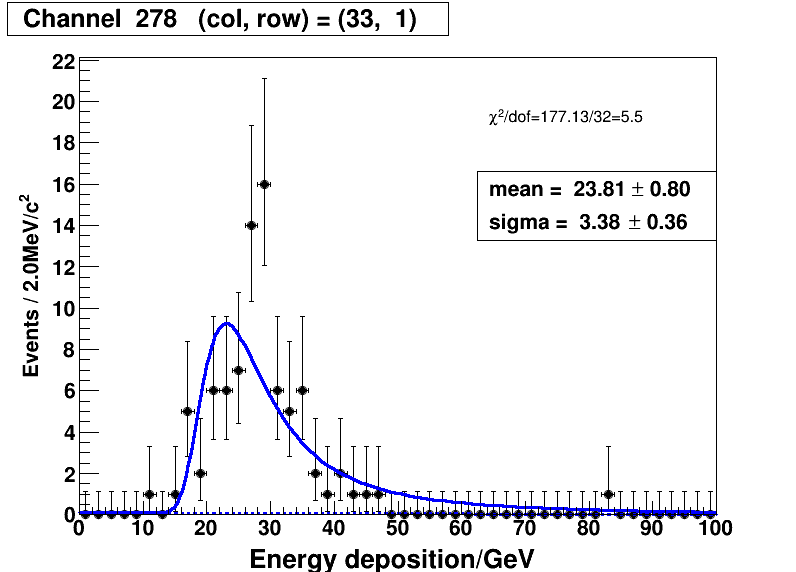 Channel 278 (col, row) = (33, 1)
22
20
18
16
14
12
10
8
6
4
2
0
Events / 2.0MeV/c²
χ²/dof=177.13/32=5.5
mean = 23.81 ± 0.80
sigma = 3.38 ± 0.36
0 10 20 30 40 50 60 70 80 90 100
Energy deposition/GeV